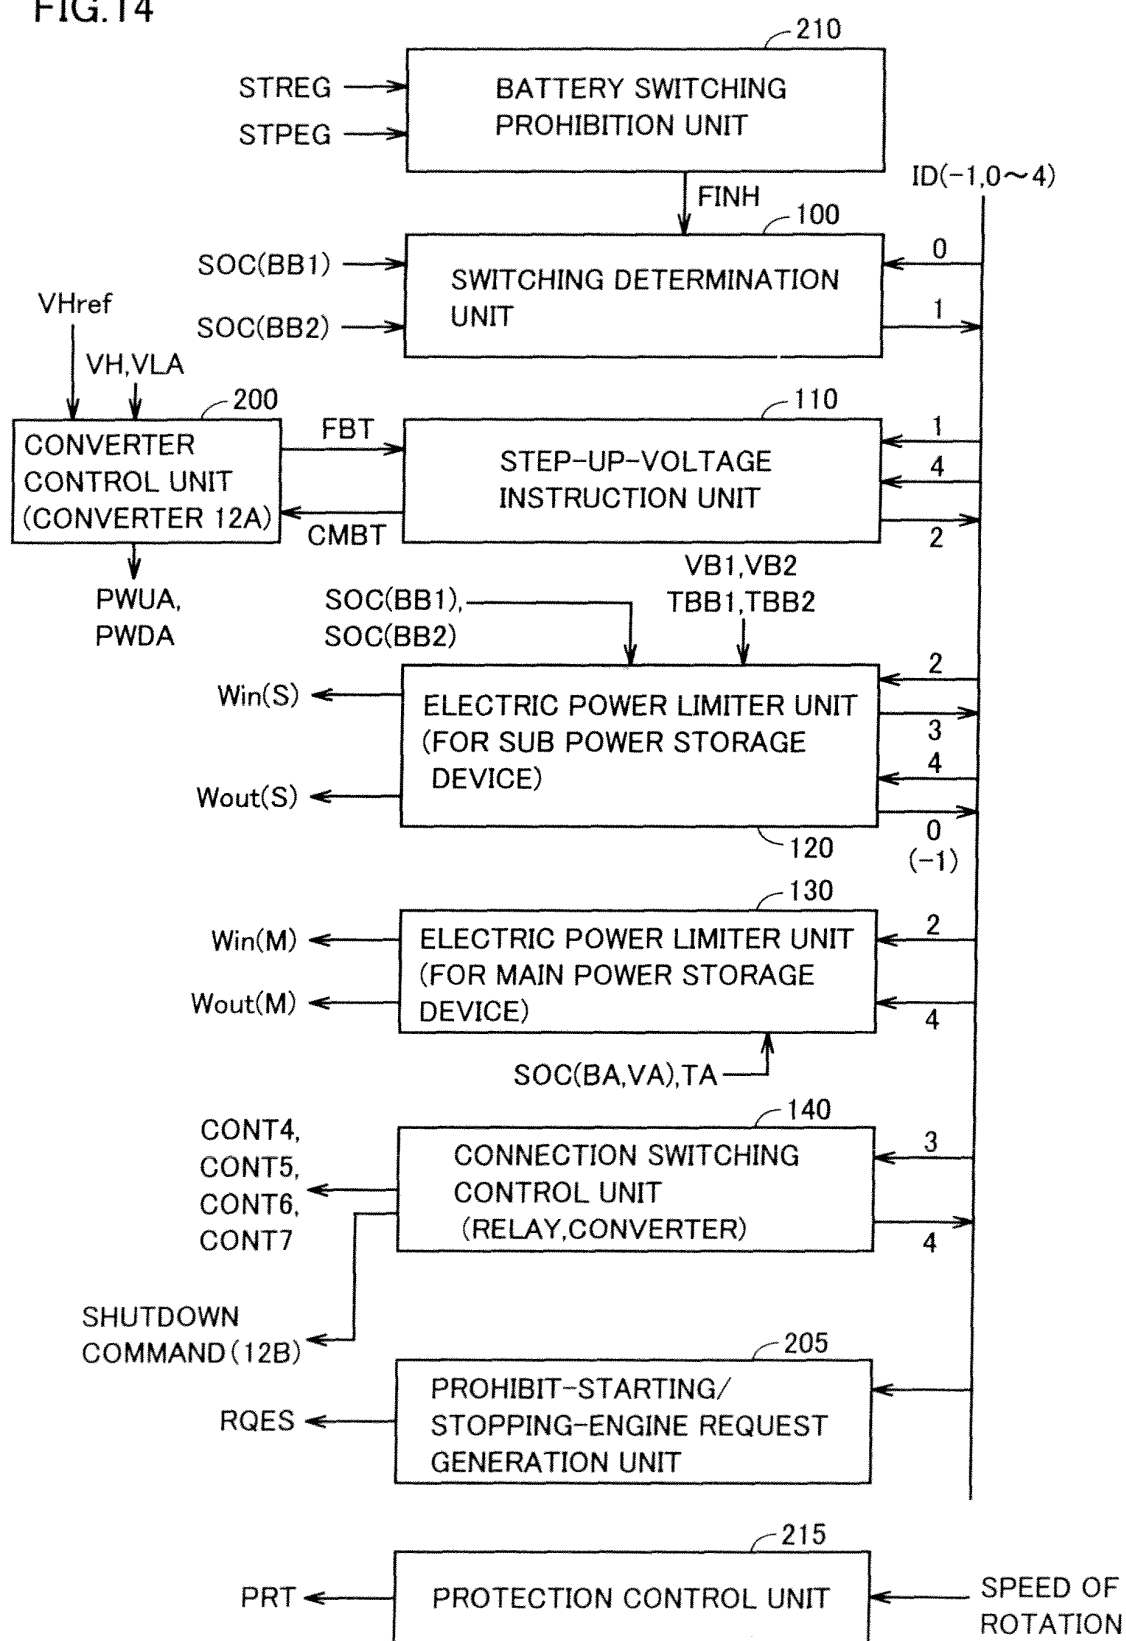 FIG.14
210
STREG
STPEG
BATTERY SWITCHING
PROHIBITION UNIT
ID(-1,0～4)
FINH
100
SOC(BB1)
SOC(BB2)
SWITCHING DETERMINATION
UNIT
0
1
VHref
VH,VLA
200
CONVERTER
CONTROL UNIT
(CONVERTER 12A)
FBT
CMBT
110
STEP-UP-VOLTAGE
INSTRUCTION UNIT
1
4
2
PWUA,
PWDA
SOC(BB1),
SOC(BB2)
VB1,VB2
TBB1,TBB2
Win(S)
Wout(S)
ELECTRIC POWER LIMITER UNIT
(FOR SUB POWER STORAGE
DEVICE)
2
3
4
0
(-1)
120
130
Win(M)
Wout(M)
ELECTRIC POWER LIMITER UNIT
(FOR MAIN POWER STORAGE
DEVICE)
2
4
SOC(BA,VA),TA
140
CONT4,
CONT5,
CONT6,
CONT7
CONNECTION SWITCHING
CONTROL UNIT
(RELAY,CONVERTER)
3
4
SHUTDOWN
COMMAND(12B)
205
RQES
PROHIBIT-STARTING/
STOPPING-ENGINE REQUEST
GENERATION UNIT
215
PRT
PROTECTION CONTROL UNIT
SPEED OF
ROTATION